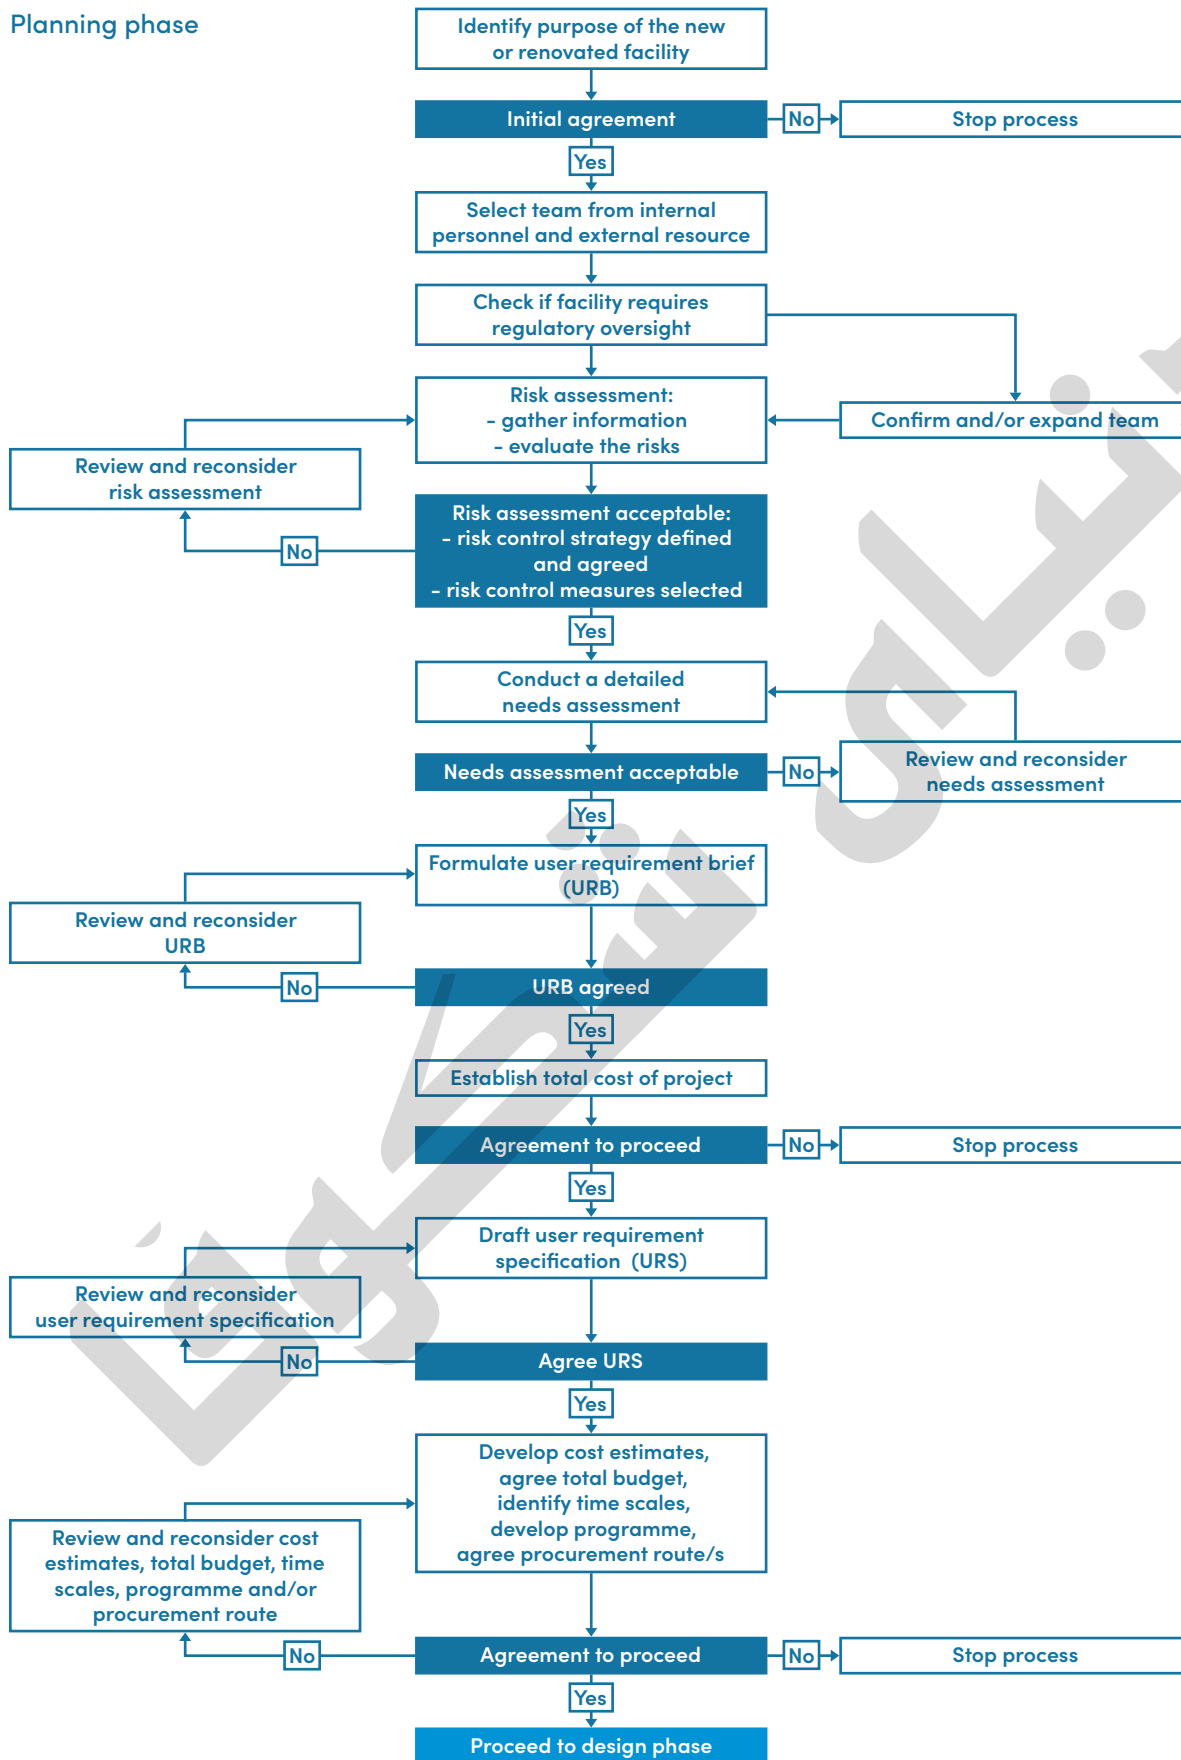 Planning phase
Identify purpose of the new
or renovated facility
Initial agreement
No
Stop process
Yes
Select team from internal
personnel and external resource
Check if facility requires
regulatory oversight
Risk assessment:
- gather information
- evaluate the risks
Confirm and/or expand team
Review and reconsider
risk assessment
Risk assessment acceptable:
- risk control strategy defined
and agreed
- risk control measures selected
No
Yes
Conduct a detailed
needs assessment
Needs assessment acceptable
No
Review and reconsider
needs assessment
Yes
Formulate user requirement brief
(URB)
Review and reconsider
URB
No
URB agreed
Yes
Establish total cost of project
Agreement to proceed
No
Stop process
Yes
Draft user requirement
specification (URS)
Review and reconsider
user requirement specification
No
Agree URS
Yes
Develop cost estimates,
agree total budget,
identify time scales,
develop programme,
agree procurement route/s
Review and reconsider cost
estimates, total budget, time
scales, programme and/or
procurement route
No
Agreement to proceed
No
Stop process
Yes
Proceed to design phase